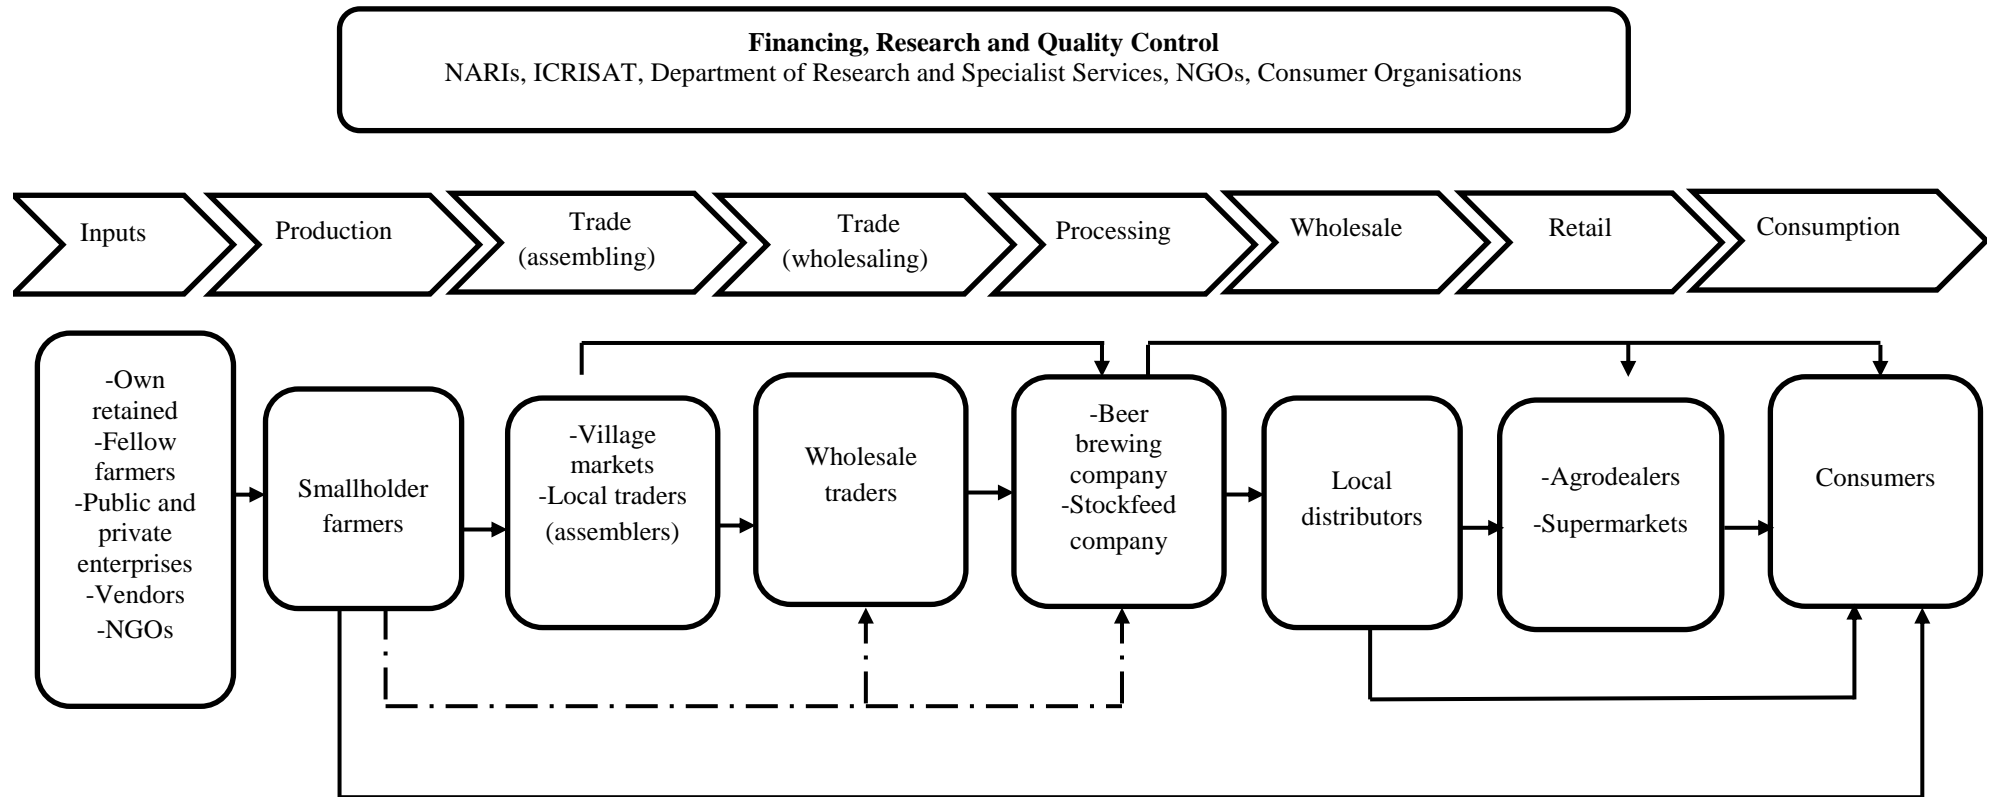 Financing, Research and Quality Control
NARIs, ICRISAT, Department of Research and Specialist Services, NGOs, Consumer Organisations
Inputs
Production
Trade
(assembling)
Trade
(wholesaling)
Processing
Wholesale
Retail
Consumption
-Own
retained
-Fellow
farmers
-Public and
private
enterprises
-Vendors
-NGOs
Smallholder
farmers
-Village
markets
-Local traders
(assemblers)
Wholesale
traders
-Beer
brewing
company
-Stockfeed
company
Local
distributors
-Agrodealers
-Supermarkets
Consumers